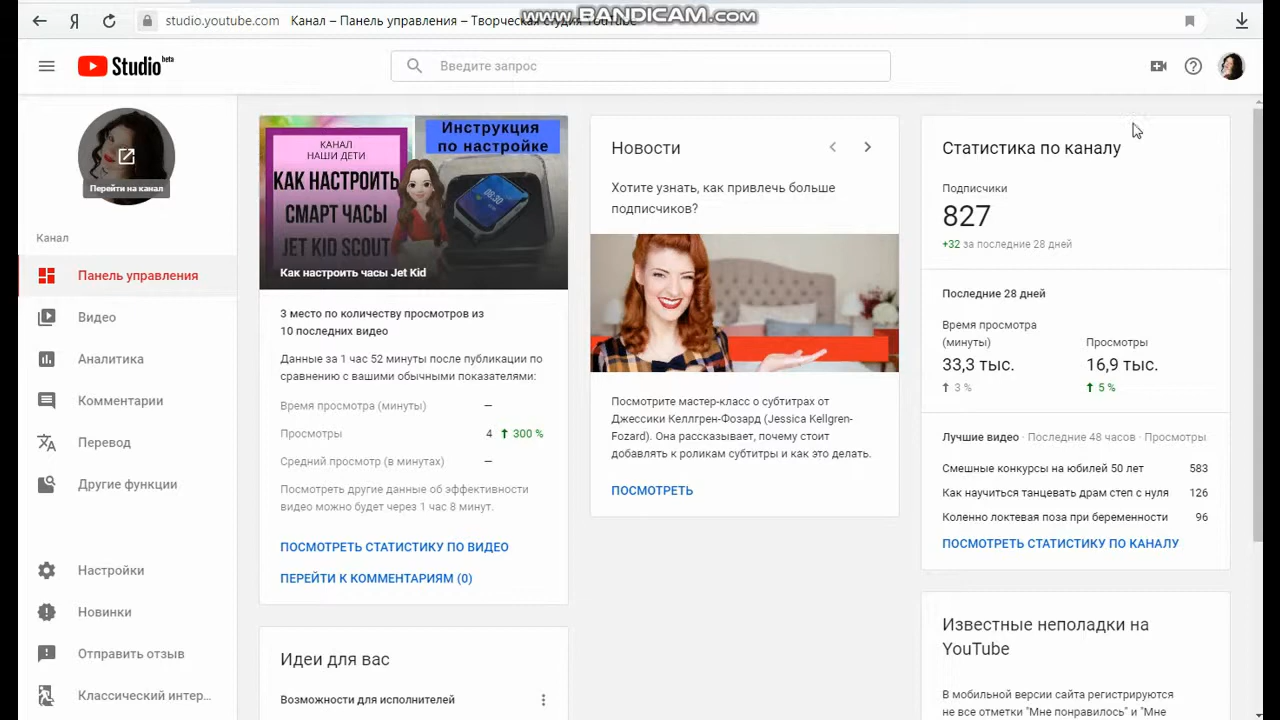 studio.youtube.com Канал – Панель управления – Творческая студия YouTube
www.BANDICAM.com
Studio beta
Введите запрос
Перейти на канал
Канал
Панель управления
Видео
Аналитика
Комментарии
Перевод
Другие функции
Настройки
Новинки
Отправить отзыв
Классический интер...
КАНАЛ
НАШИ ДЕТИ
КАК НАСТРОИТЬ
СМАРТ ЧАСЫ
JET KID SCOUT
Инструкция
по настройке
08:30
Как настроить часы Jet Kid
3 место по количеству просмотров из
10 последних видео
Данные за 1 час 52 минуты после публикации по
сравнению с вашими обычными показателями:
Время просмотра (минуты) —
Просмотры 4 300 %
Средний просмотр (в минутах) —
Посмотреть другие данные об эффективности
видео можно будет через 1 час 8 минут.
ПОСМОТРЕТЬ СТАТИСТИКУ ПО ВИДЕО
ПЕРЕЙТИ К КОММЕНТАРИЯМ (0)
Идеи для вас
Возможности для исполнителей
Новости
Хотите узнать, как привлечь больше
подписчиков?
Посмотрите мастер-класс о субтитрах от
Джессики Келлгрен-Фозард (Jessica Kellgren-
Fozard). Она рассказывает, почему стоит
добавлять к роликам субтитры и как это делать.
ПОСМОТРЕТЬ
Статистика по каналу
Подписчики
827
+32 за последние 28 дней
Последние 28 дней
Время просмотра
(минуты)
33,3 тыс.
3 %
Просмотры
16,9 тыс.
5 %
Лучшие видео · Последние 48 часов · Просмотры
Смешные конкурсы на юбилей 50 лет 583
Как научиться танцевать драм степ с нуля 126
Коленно локтевая поза при беременности 96
ПОСМОТРЕТЬ СТАТИСТИКУ ПО КАНАЛУ
Известные неполадки на
YouTube
В мобильной версии сайта регистрируются
не все отметки "Мне понравилось" и "Мне